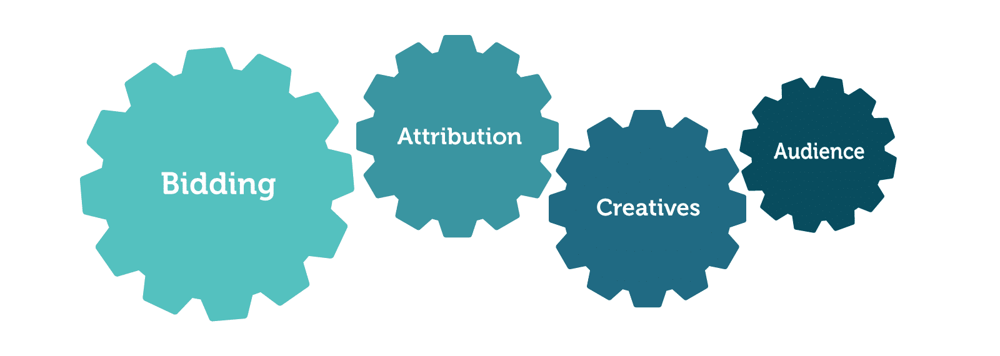 Bidding
Attribution
Creatives
Audience